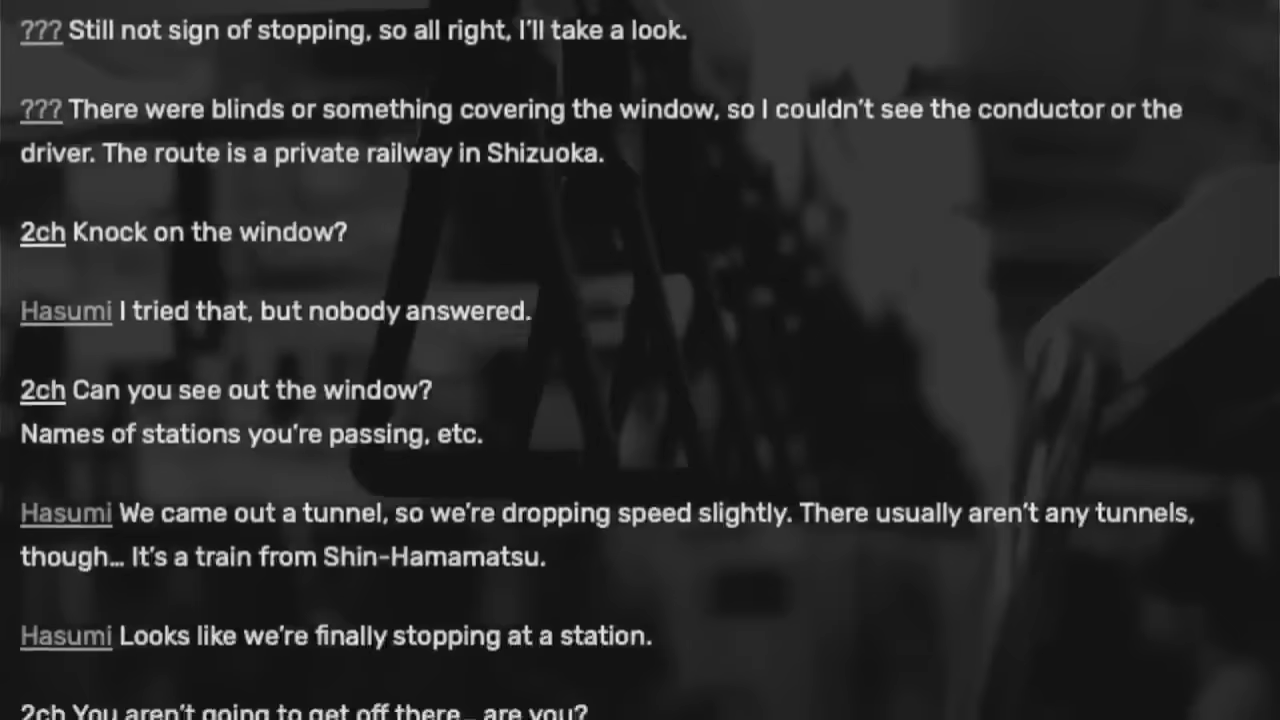 ??? Still not sign of stopping, so all right, I'll take a look.
??? There were blinds or something covering the window, so I couldn't see the conductor or the
driver. The route is a private railway in Shizuoka.
2ch Knock on the window?
Hasumi I tried that, but nobody answered.
2ch Can you see out the window?
Names of stations you're passing, etc.
Hasumi We came out a tunnel, so we're dropping speed slightly. There usually aren't any tunnels,
though... It's a train from Shin-Hamamatsu.
Hasumi Looks like we're finally stopping at a station.
2ch You aren't going to get off there... are you?